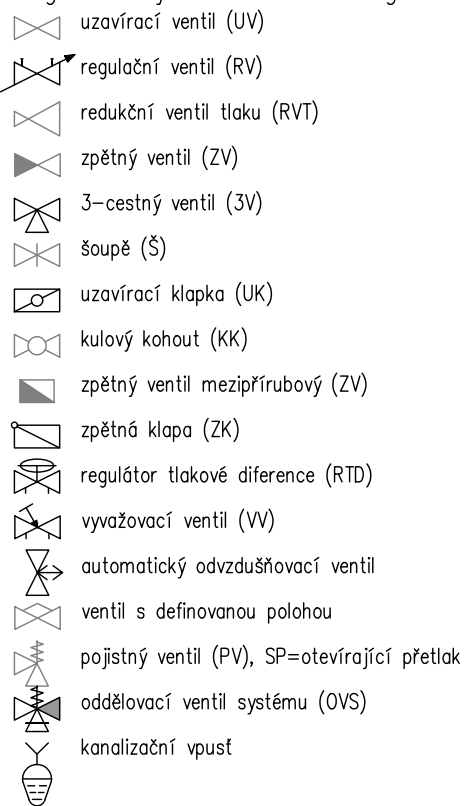 uzavírací ventil (UV)
regulační ventil (RV)
redukční ventil tlaku (RVT)
zpětný ventil (ZV)
3-cestný ventil (3V)
šoupě (Š)
uzavírací klapka (UK)
kulový kohout (KK)
zpětný ventil mezipřírubový (ZV)
zpětná klapa (ZK)
regulátor tlakové diference (RTD)
vyvažovací ventil (VV)
automatický odvzdušňovací ventil
ventil s definovanou polohou
pojistný ventil (PV), SP=otevírající přetlak
oddělovací ventil systému (OVS)
kanalizační vpusť